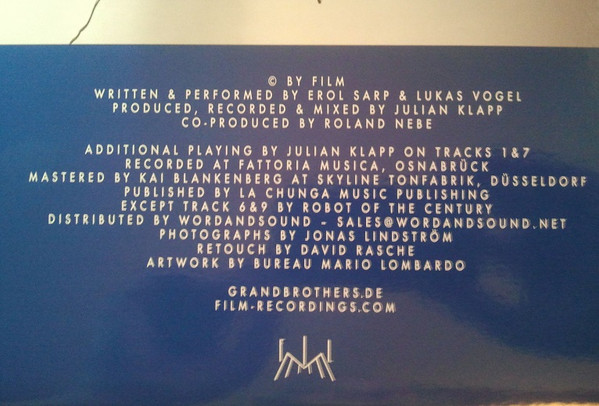 © BY FILM
WRITTEN & PERFORMED BY EROL SARP & LUKAS VOGEL
PRODUCED, RECORDED & MIXED BY JULIAN KLAPP
CO-PRODUCED BY ROLAND NEBE
ADDITIONAL PLAYING BY JULIAN KLAPP ON TRACKS 1&7
RECORDED AT FATTORIA MUSICA, OSNABRÜCK
MASTERED BY KAI BLANKENBERG AT SKYLINE TONFABRIK, DÜSSELDORF
PUBLISHED BY LA CHUNGA MUSIC PUBLISHING
EXCEPT TRACK 6&9 BY ROBOT OF THE CENTURY
DISTRIBUTED BY WORDANDSOUND - SALES@WORDANDSOUND.NET
PHOTOGRAPHS BY JONAS LINDSTRÖM
RETOUCH BY DAVID RASCHE
ARTWORK BY BUREAU MARIO LOMBARDO
GRANDBROTHERS.DE
FILM-RECORDINGS.COM